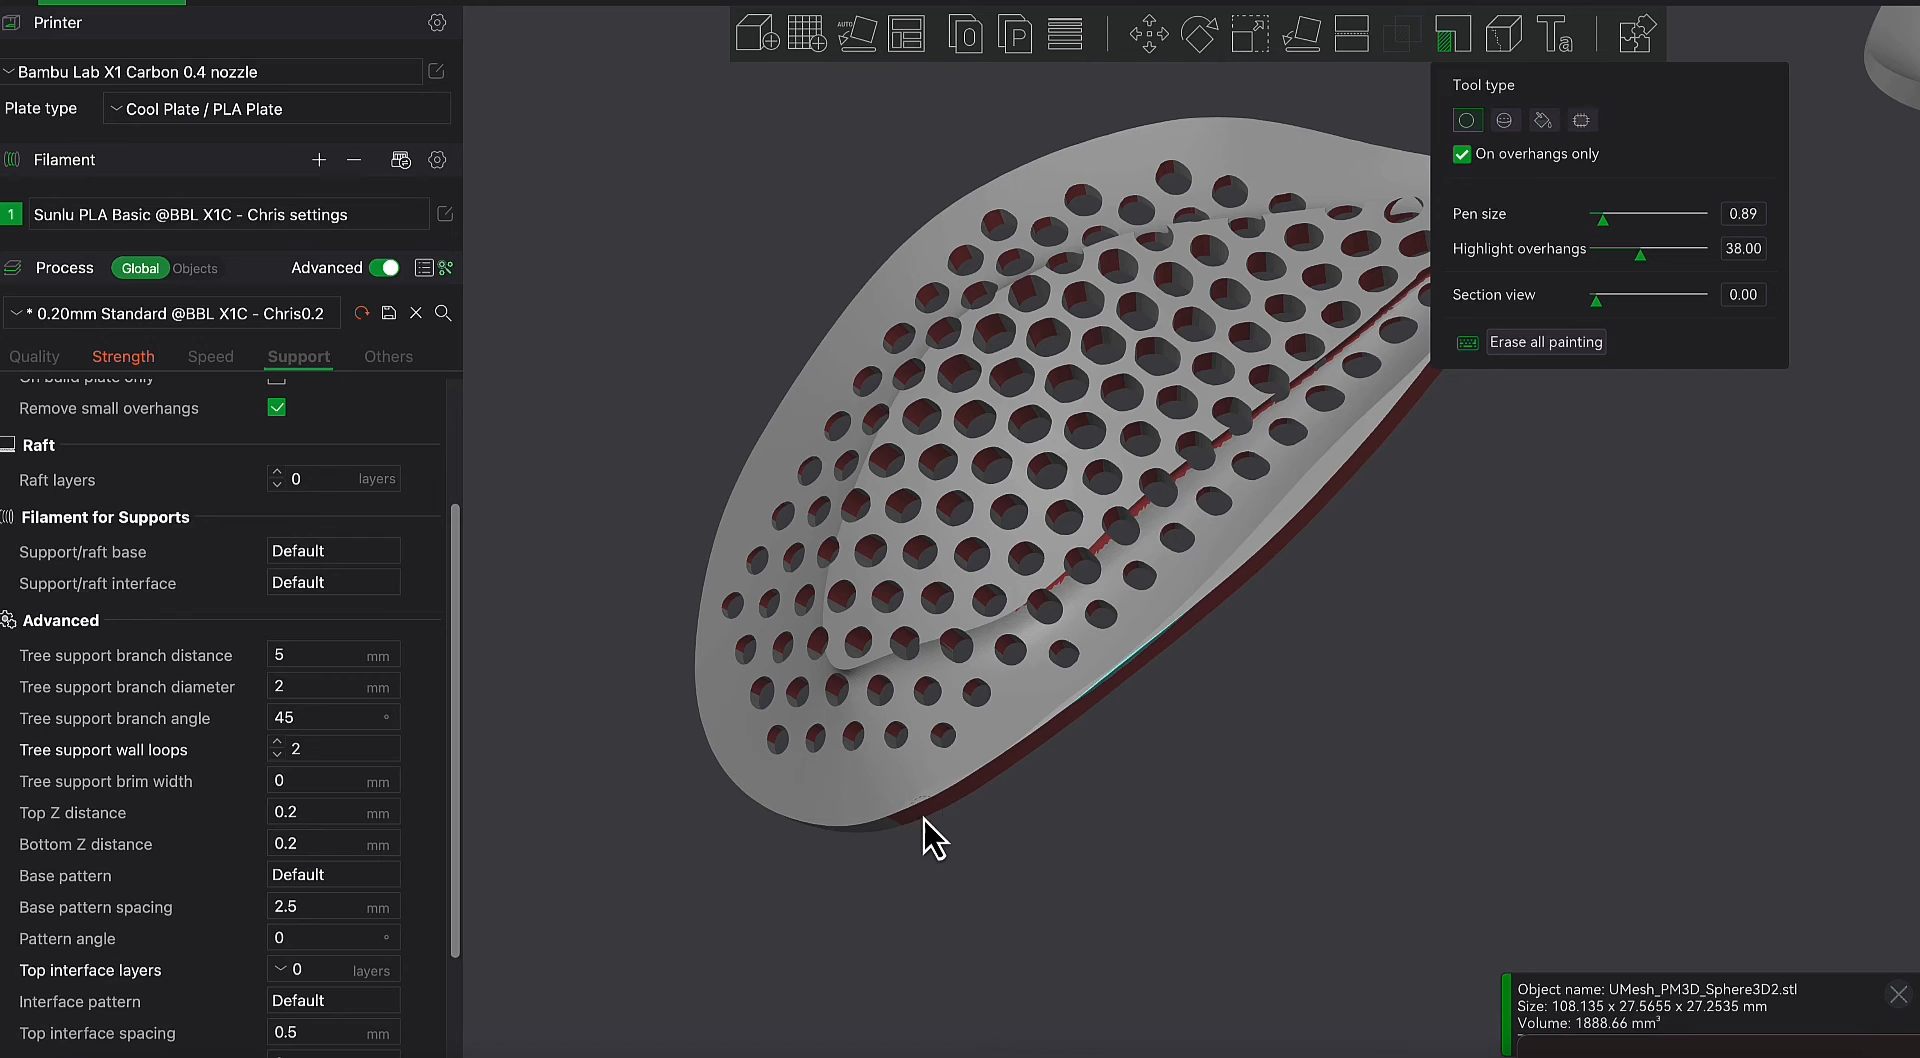 Printer
Bambu Lab X1 Carbon 0.4 nozzle
Plate type
Cool Plate / PLA Plate
Filament
1
Sunlu PLA Basic @BBL X1C - Chris settings
Process
Global
Objects
Advanced
* 0.20mm Standard @BBL X1C - Chris0.2
Quality
Strength
Speed
Support
Others
On build plate only
Remove small overhangs
Raft
Raft layers
0
layers
Filament for Supports
Support/raft base
Default
Support/raft interface
Default
Advanced
Tree support branch distance
5
mm
Tree support branch diameter
2
mm
Tree support branch angle
45
°
Tree support wall loops
2
Tree support brim width
0
mm
Top Z distance
0.2
mm
Bottom Z distance
0.2
mm
Base pattern
Default
Base pattern spacing
2.5
mm
Pattern angle
0
°
Top interface layers
0
layers
Interface pattern
Default
Top interface spacing
0.5
mm
AUTO
O
P
Ta
Tool type
On overhangs only
Pen size
0.89
Highlight overhangs
38.00
Section view
0.00
Erase all painting
Object name: UMesh_PM3D_Sphere3D2.stl
Size: 108.135 x 27.5655 x 27.2535 mm
Volume: 1888.66 mm³